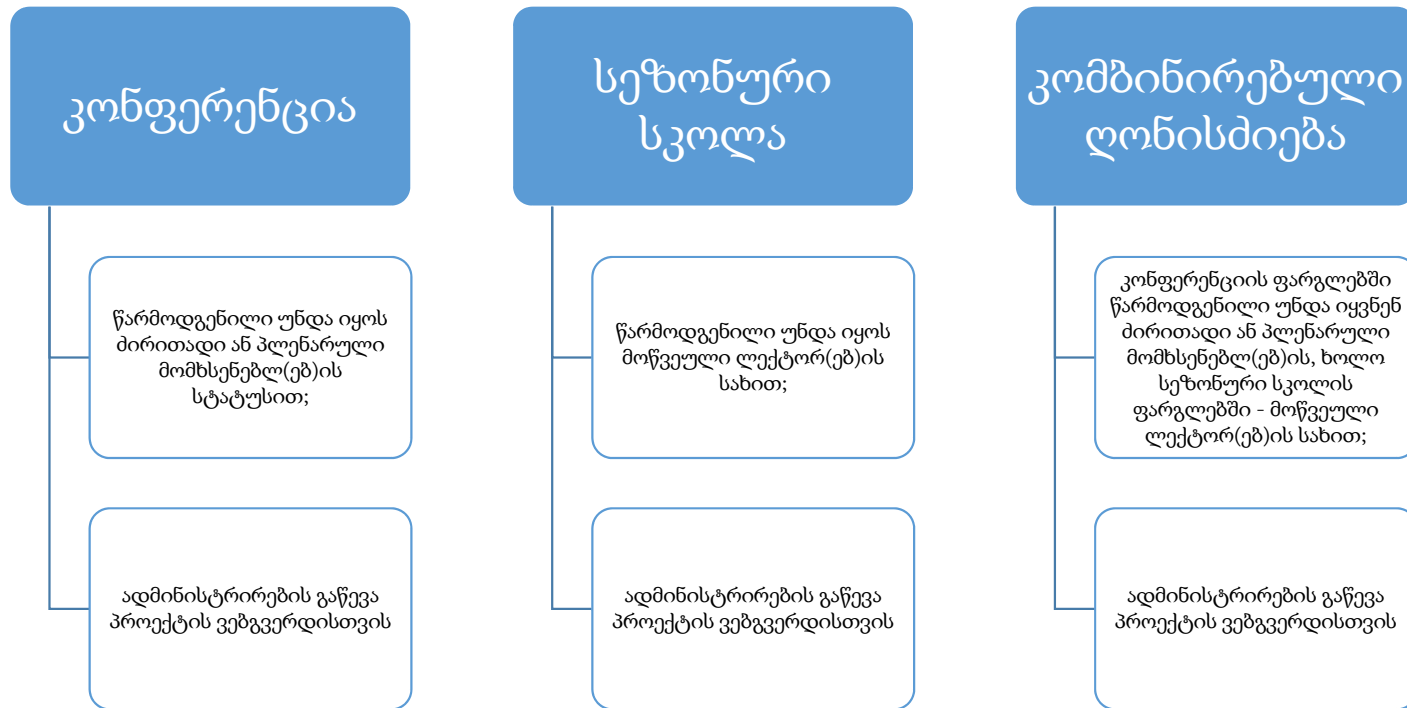 კონფერენცია
წარმოდგენილი უნდა იყოს
ძირითადი ან პლენარული
მომხსენებლ(ებ)ის
სტატუსით;
ადმინისტრირების გაწევა
პროექტის ვებგვერდისთვის
სეზონური
სკოლა
წარმოდგენილი უნდა იყოს
მოწვეული ლექტორ(ებ)ის
სახით;
ადმინისტრირების გაწევა
პროექტის ვებგვერდისთვის
კომბინირებული
ღონისძიება
კონფერენციის ფარგლებში
წარმოდგენილი უნდა იყვნენ
ძირითადი ან პლენარული
მომხსენებლ(ებ)ის, ხოლო
სეზონური სკოლის
ფარგლებში - მოწვეული
ლექტორ(ებ)ის სახით;
ადმინისტრირების გაწევა
პროექტის ვებგვერდისთვის